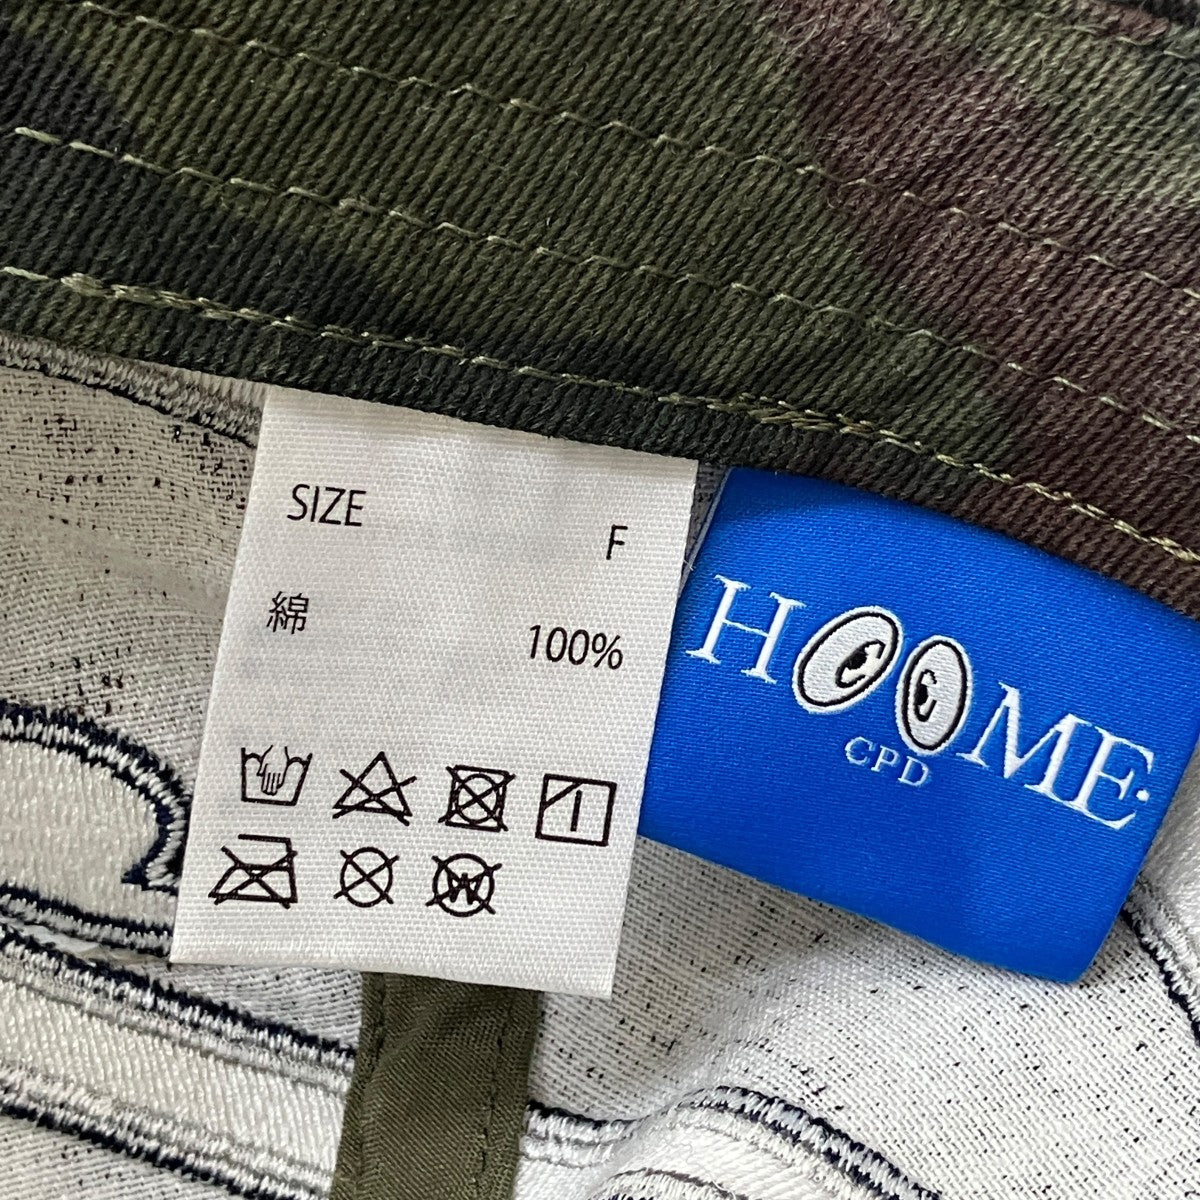 SIZE F
綿 100%
W
HOOME.
CPD